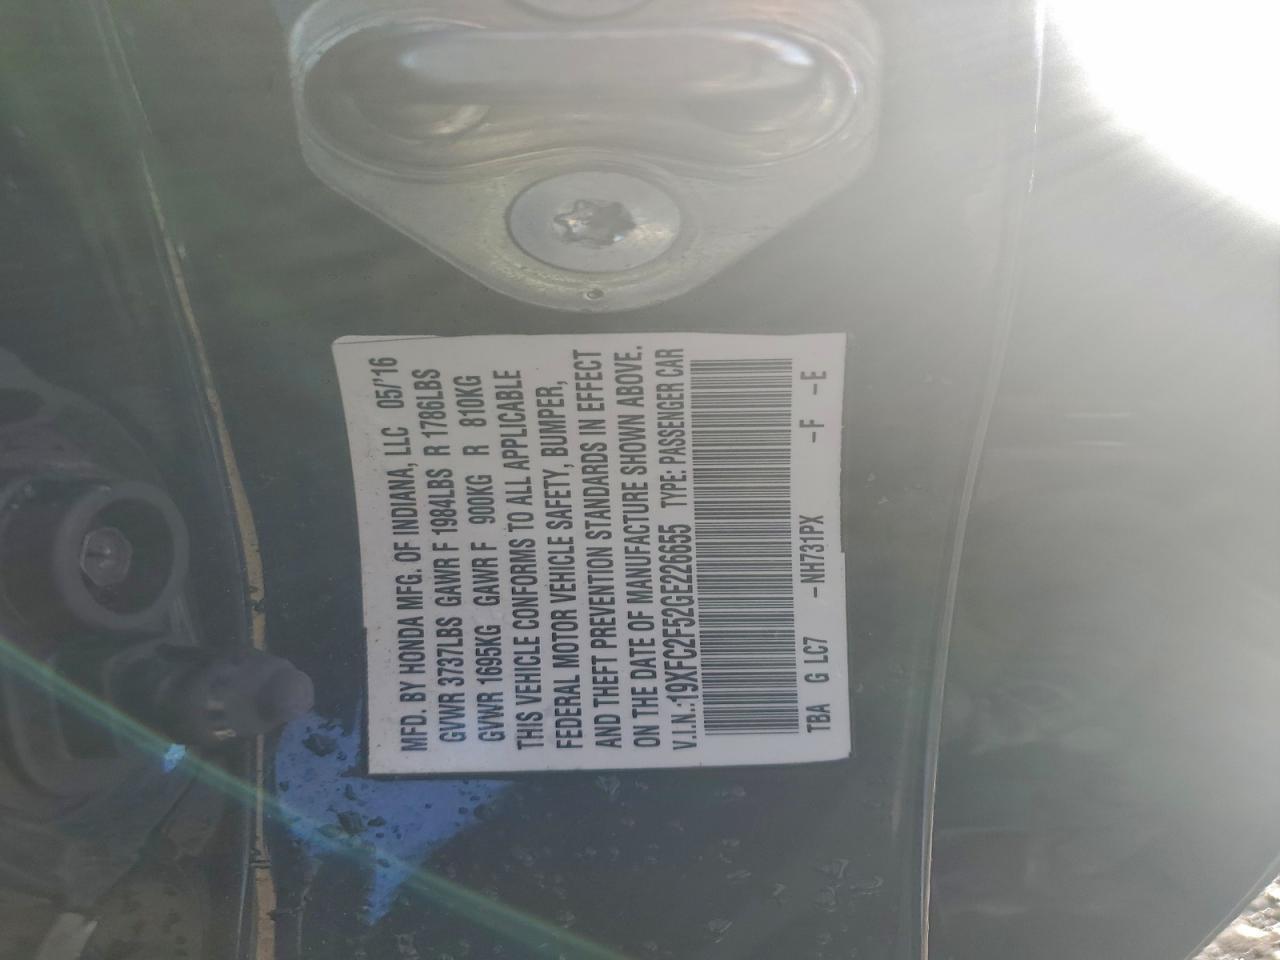 MFD. BY HONDA MFG. OF INDIANA, LLC 05/'16
GVWR 3737LBS GAWR F 1984LBS R 1786LBS
GVWR 1695KG GAWR F 900KG R 810KG
THIS VEHICLE CONFORMS TO ALL APPLICABLE
FEDERAL MOTOR VEHICLE SAFETY, BUMPER,
AND THEFT PREVENTION STANDARDS IN EFFECT
ON THE DATE OF MANUFACTURE SHOWN ABOVE.
V.I.N.:19XFC2F52GE226655 TYPE: PASSENGER CAR
TBA G LC7 –NH731PX –F –E